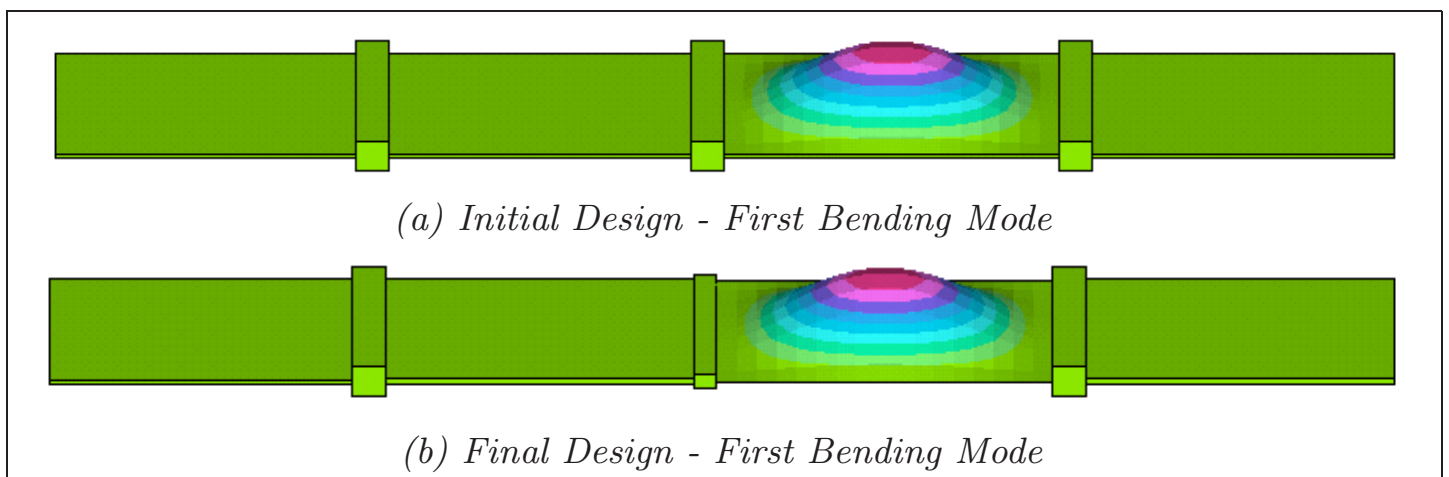 (a) Initial Design - First Bending Mode
(b) Final Design - First Bending Mode